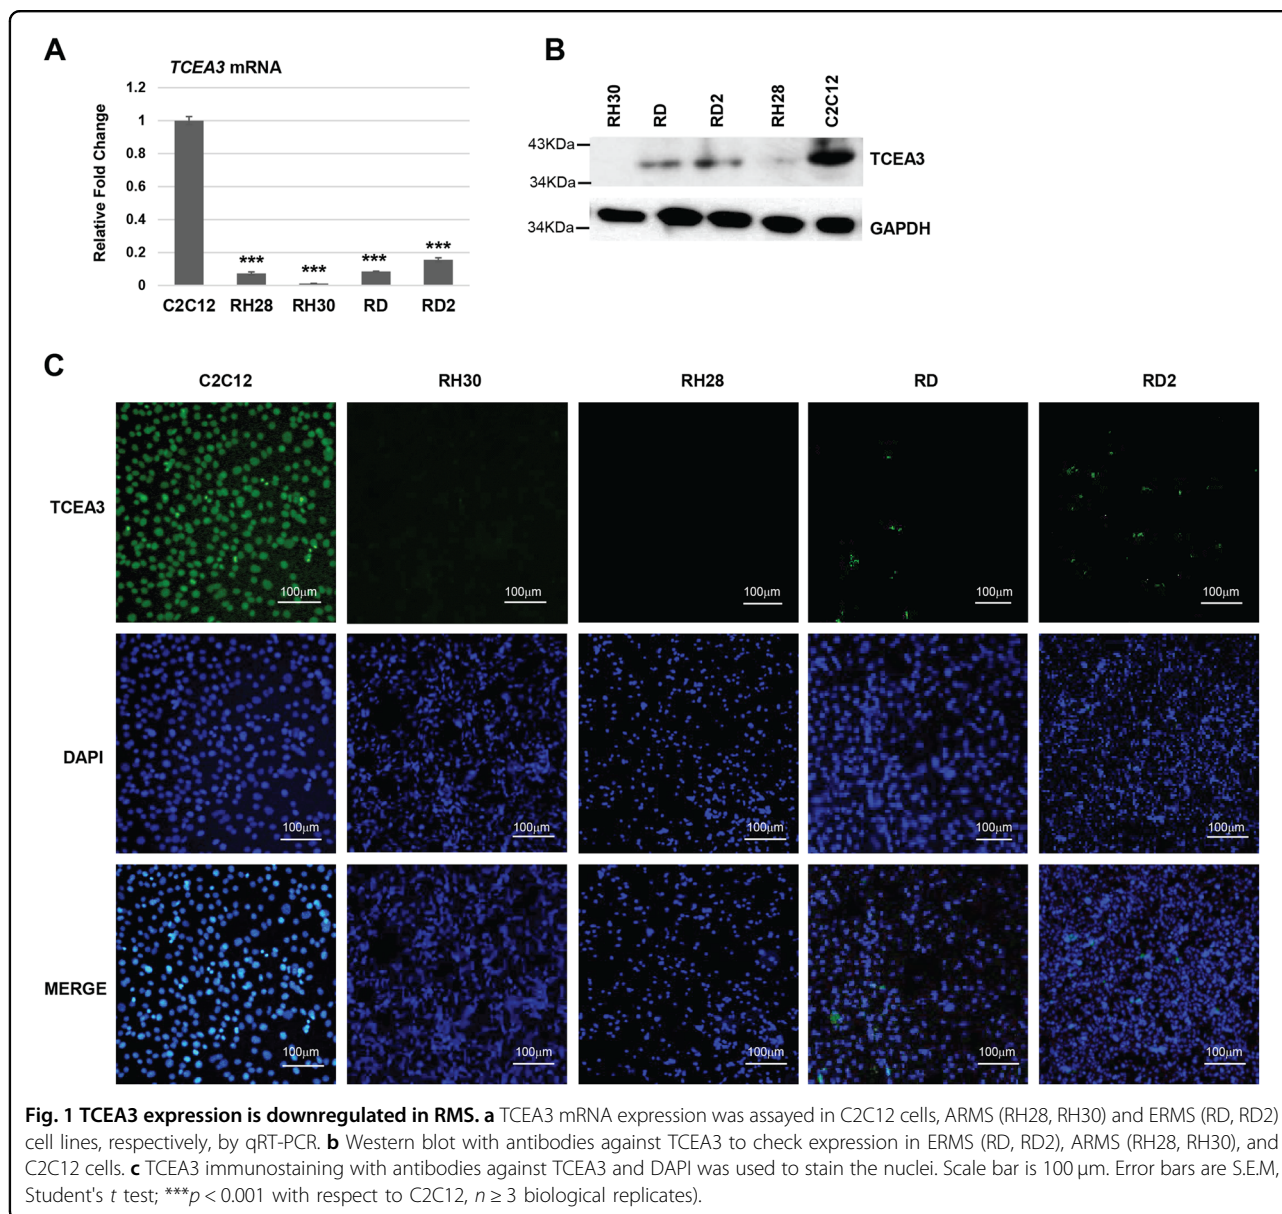 A
TCEA3 mRNA
Relative Fold Change
1.2
1
0.8
0.6
0.4
0.2
0
***
***
***
***
C2C12 RH28 RH30 RD RD2
B
RH30 RD RD2 RH28 C2C12
43KDa
TCEA3
34KDa
34KDa
GAPDH
C
C2C12 RH30 RH28 RD RD2
TCEA3
100µm 100µm 100µm 100µm 100µm
DAPI
100µm 100µm 100µm 100µm 100µm
MERGE
100µm 100µm 100µm 100µm 100µm
Fig. 1 TCEA3 expression is downregulated in RMS. a TCEA3 mRNA expression was assayed in C2C12 cells, ARMS (RH28, RH30) and ERMS (RD, RD2)
cell lines, respectively, by qRT-PCR. b Western blot with antibodies against TCEA3 to check expression in ERMS (RD, RD2), ARMS (RH28, RH30), and
C2C12 cells. c TCEA3 immunostaining with antibodies against TCEA3 and DAPI was used to stain the nuclei. Scale bar is 100 µm. Error bars are S.E.M,
Student's t test; ***p < 0.001 with respect to C2C12, n ≥ 3 biological replicates).